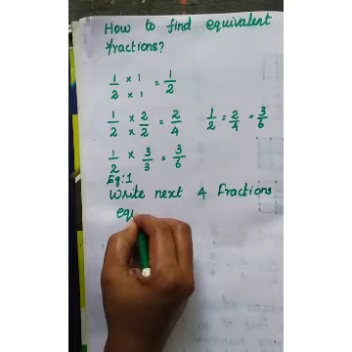 How to find equivalent
fractions?
1/2 × 1/1 = 1/2
1/2 × 2/2 = 2/4 1/2 = 2/4 = 3/6
1/2 × 3/3 = 3/6
Eg:1
Write next 4 fractions
equ